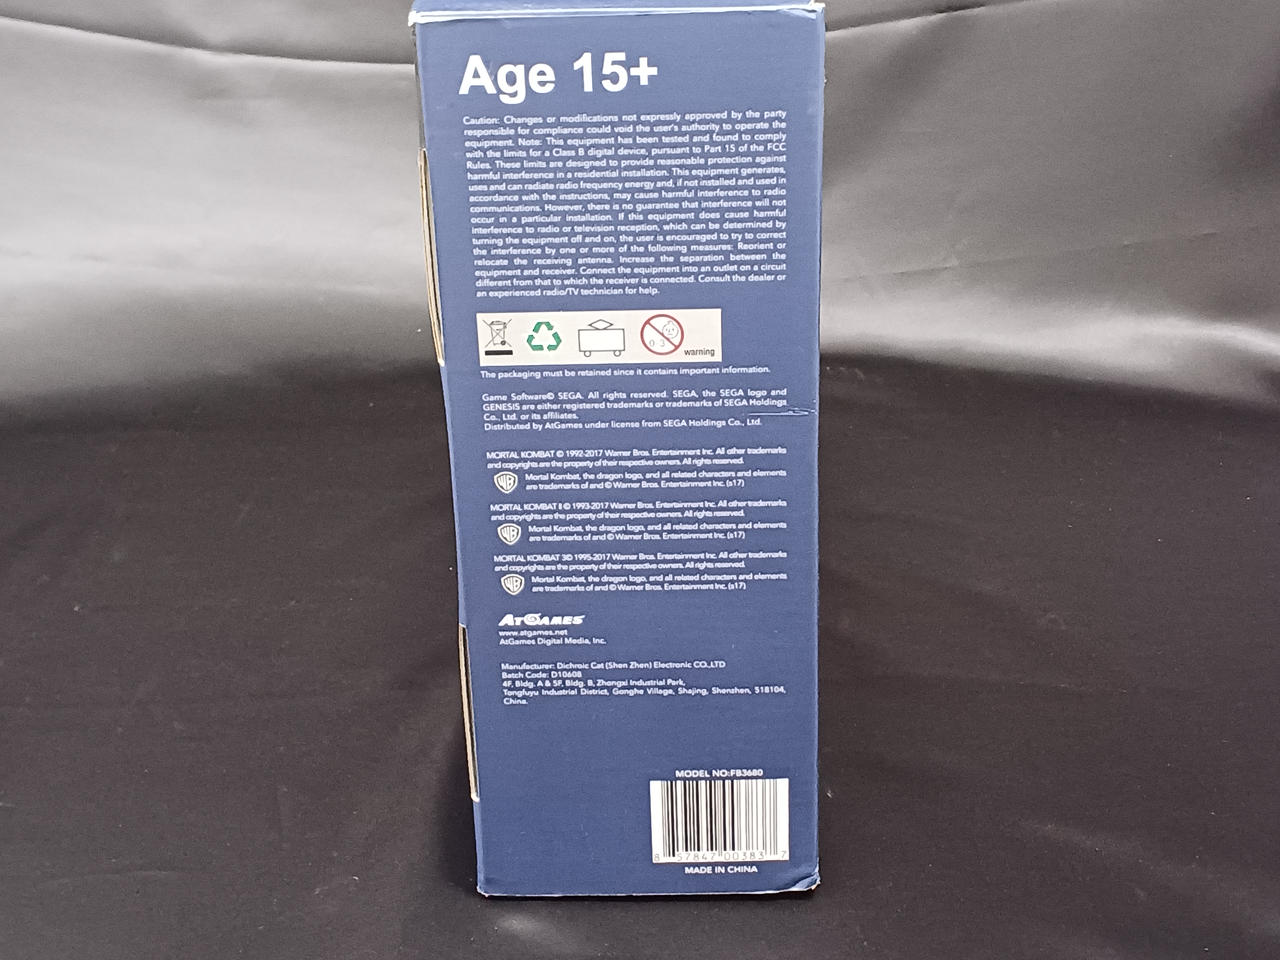 Age 15+
Caution: Changes or modifications not expressly approved by the party
responsible for compliance could void the user's authority to operate the
equipment. Note: This equipment has been tested and found to comply
with the limits for a Class B digital device, pursuant to Part 15 of the FCC
Rules. These limits are designed to provide reasonable protection against
harmful interference in a residential installation. This equipment generates,
uses and can radiate radio frequency energy and, if not installed and used in
accordance with the instructions, may cause harmful interference to radio
communications. However, there is no guarantee that interference will not
occur in a particular installation. If this equipment does cause harmful
interference to radio or television reception, which can be determined by
turning the equipment off and on, the user is encouraged to try to correct
the interference by one or more of the following measures: Reorient or
relocate the receiving antenna. Increase the separation between the
equipment and receiver. Connect the equipment into an outlet on a circuit
different from that to which the receiver is connected. Consult the dealer or
an experienced radio/TV technician for help.
0 3
warning
The packaging must be retained since it contains important information.
Game Software© SEGA. All rights reserved. SEGA, the SEGA logo and
GENESIS are either registered trademarks or trademarks of SEGA Holdings
Co., Ltd. or its affiliates.
Distributed by AtGames under license from SEGA Holdings Co., Ltd.
MORTAL KOMBAT © 1992-2017 Warner Bros. Entertainment Inc. All other trademarks
and copyrights are the property of their respective owners. All rights reserved.
WB
Mortal Kombat, the dragon logo, and all related characters and elements
are trademarks of and © Warner Bros. Entertainment Inc. (s17)
MORTAL KOMBAT II © 1993-2017 Warner Bros. Entertainment Inc. All other trademarks
and copyrights are the property of their respective owners. All rights reserved.
WB
Mortal Kombat, the dragon logo, and all related characters and elements
are trademarks of and © Warner Bros. Entertainment Inc. (s17)
MORTAL KOMBAT 3© 1995-2017 Warner Bros. Entertainment Inc. All other trademarks
and copyrights are the property of their respective owners. All rights reserved.
WB
Mortal Kombat, the dragon logo, and all related characters and elements
are trademarks of and © Warner Bros. Entertainment Inc. (s17)
ATGAMES
www.atgames.net
AtGames Digital Media, Inc.
Manufacturer: Dichroic Cat (Shen Zhen) Electronic CO.,LTD
Batch Code: D10608
4F, Bldg. A & 5F, Bldg. B, Zhongxi Industrial Park,
Tongfuyu Industrial District, Gonghe Village, Shajing, Shenzhen, 518104,
China.
MODEL NO:FB3680
8 57847 00383 7
MADE IN CHINA